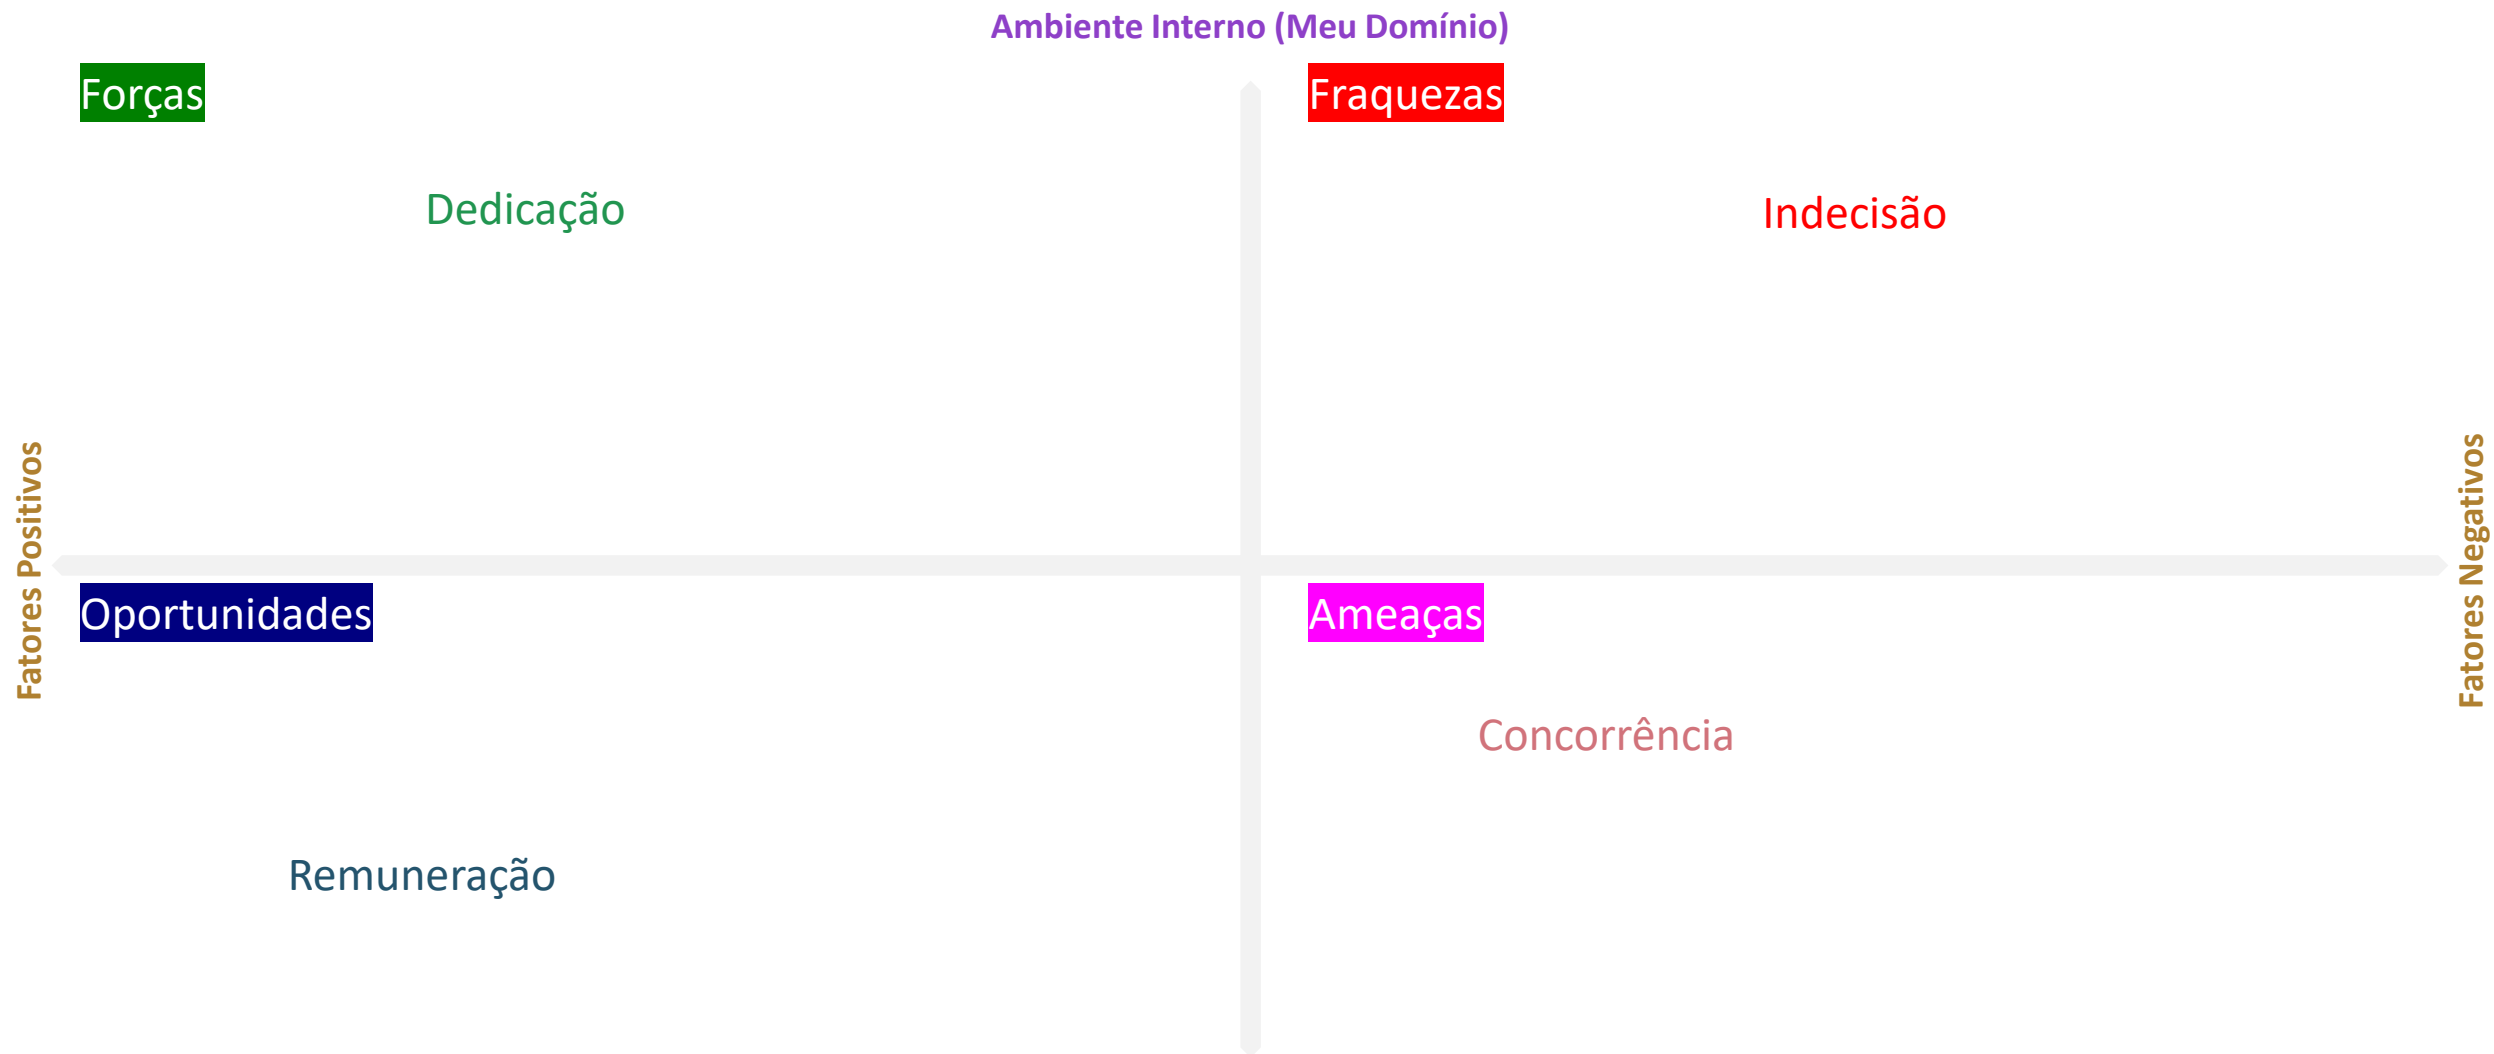 Ambiente Interno (Meu Domínio)
Forças
Fraquezas
Dedicação
Indecisão
Fatores Positivos
Fatores Negativos
Oportunidades
Ameaças
Concorrência
Remuneração